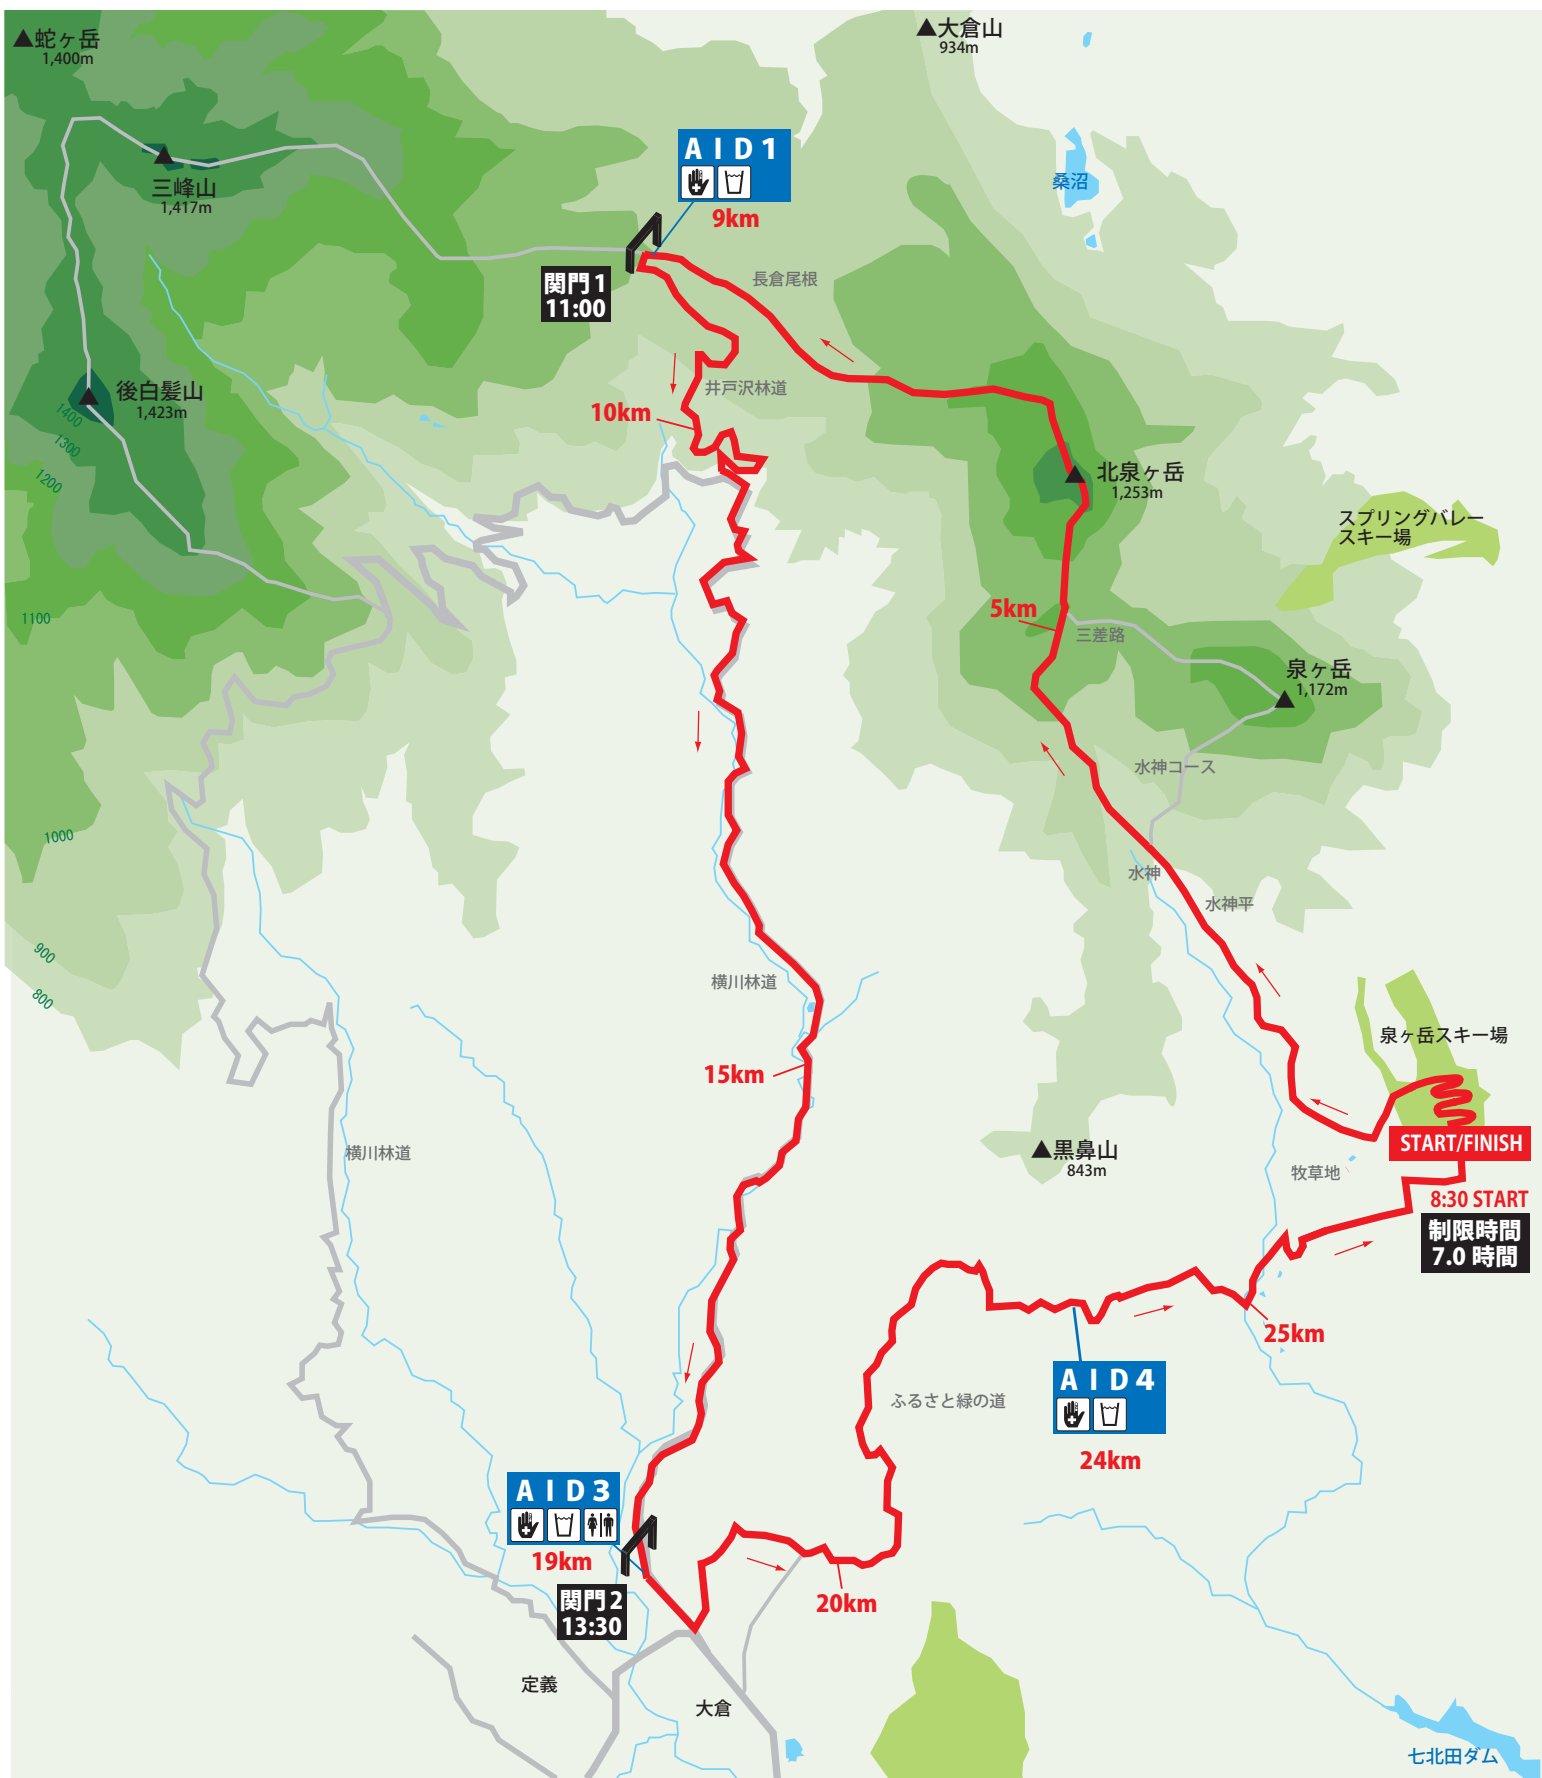 ▲蛇ヶ岳
1,400m
▲大倉山
934m
三峰山
1,417m
AID1
9km
桑沼
関門1
11:00
長倉尾根
後白髪山
1,423m
井戸沢林道
10km
1400
1300
1200
1100
1000
900
800
北泉ヶ岳
1,253m
スプリングバレー
スキー場
5km
三差路
泉ヶ岳
1,172m
水神コース
水神
水神平
横川林道
15km
泉ヶ岳スキー場
START/FINISH
8:30 START
制限時間
7.0 時間
牧草地
▲黒鼻山
843m
横川林道
25km
AID4
24km
ふるさと緑の道
AID3
19km
関門2
13:30
20km
定義
大倉
七北田ダム